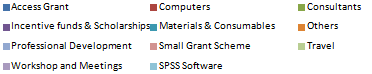 Access Grant Computers Consultants
Incentive funds & Scholarships Materials & Consumables Others
Professional Development Small Grant Scheme Travel
Workshop and Meetings SPSS Software